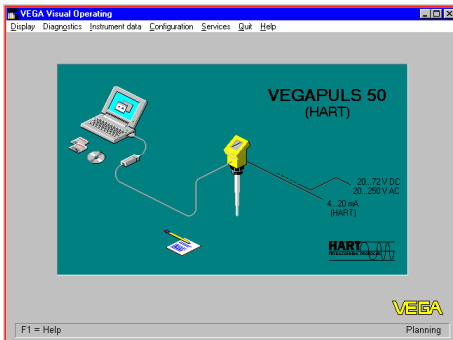 VEGA Visual Operating
Display Diagnostics Instrument data Configuration Services Quit Help
VEGAPULS 50
(HART)
20...72 V DC
20...250 V AC
4...20 mA
(HART)
HART
VEGA
F1 = Help Planning